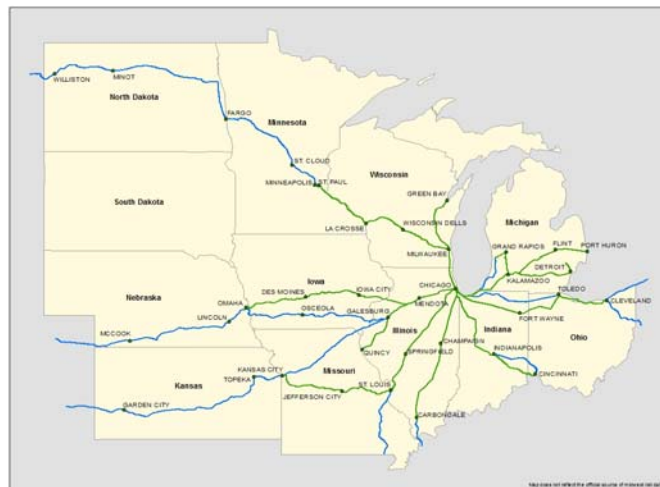 WILLISTON
MINOT
North Dakota
FARGO
Minnesota
ST. CLOUD
MINNEAPOLIS
ST. PAUL
Wisconsin
GREEN BAY
South Dakota
LA CROSSE
WISCONSIN DELLS
MILWAUKEE
Michigan
GRAND RAPIDS
FLINT
PORT HURON
DETROIT
KALAMAZOO
Iowa
DES MOINES
IOWA CITY
CHICAGO
MENDOTA
TOLEDO
CLEVELAND
Nebraska
OMAHA
LINCOLN
OSCEOLA
GALESBURG
MCCOOK
Illinois
Indiana
FORT WAYNE
Ohio
QUINCY
SPRINGFIELD
CHAMPAIGN
INDIANAPOLIS
CINCINNATI
Kansas
KANSAS CITY
TOPEKA
Missouri
ST. LOUIS
JEFFERSON CITY
GARDEN CITY
CARBONDALE